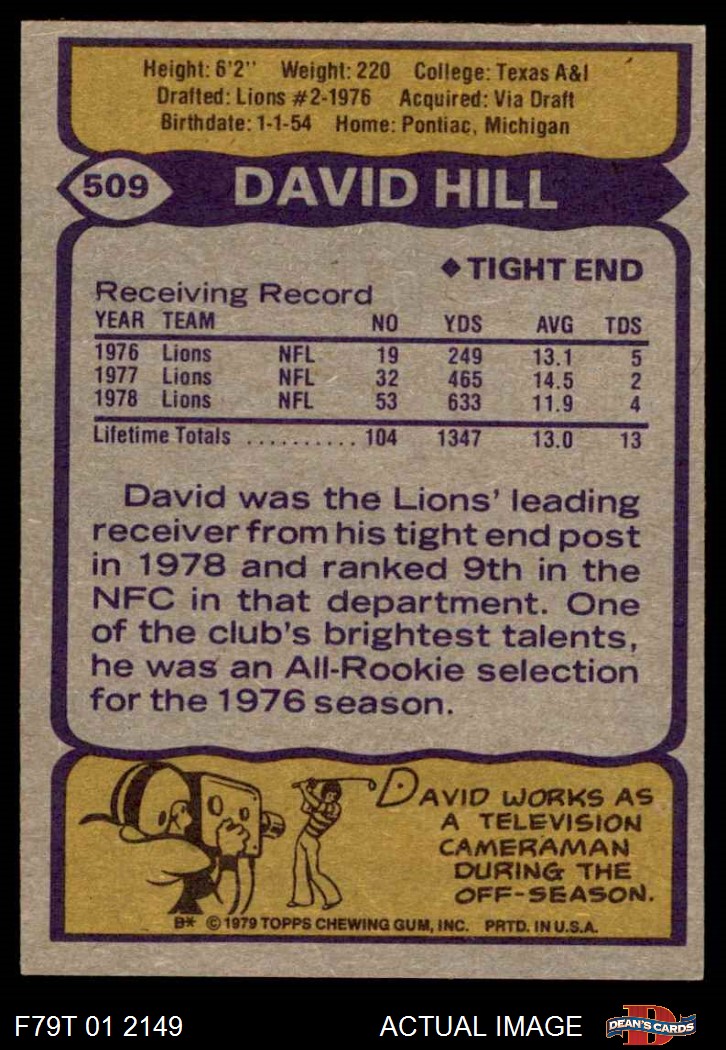 Height: 6'2" Weight: 220 College: Texas A&I
Drafted: Lions #2-1976 Acquired: Via Draft
Birthdate: 1-1-54 Home: Pontiac, Michigan
509 DAVID HILL
◆TIGHT END
Receiving Record
YEAR TEAM NO YDS AVG TDS
1976 Lions NFL 19 249 13.1 5
1977 Lions NFL 32 465 14.5 2
1978 Lions NFL 53 633 11.9 4
Lifetime Totals .......... 104 1347 13.0 13
David was the Lions' leading
receiver from his tight end post
in 1978 and ranked 9th in the
NFC in that department. One
of the club's brightest talents,
he was an All-Rookie selection
for the 1976 season.
DAVID WORKS AS
A TELEVISION
CAMERAMAN
DURING THE
OFF-SEASON.
B* © 1979 TOPPS CHEWING GUM, INC. PRTD. IN U.S.A.
F79T 01 2149 ACTUAL IMAGE D DEAN'S CARDS